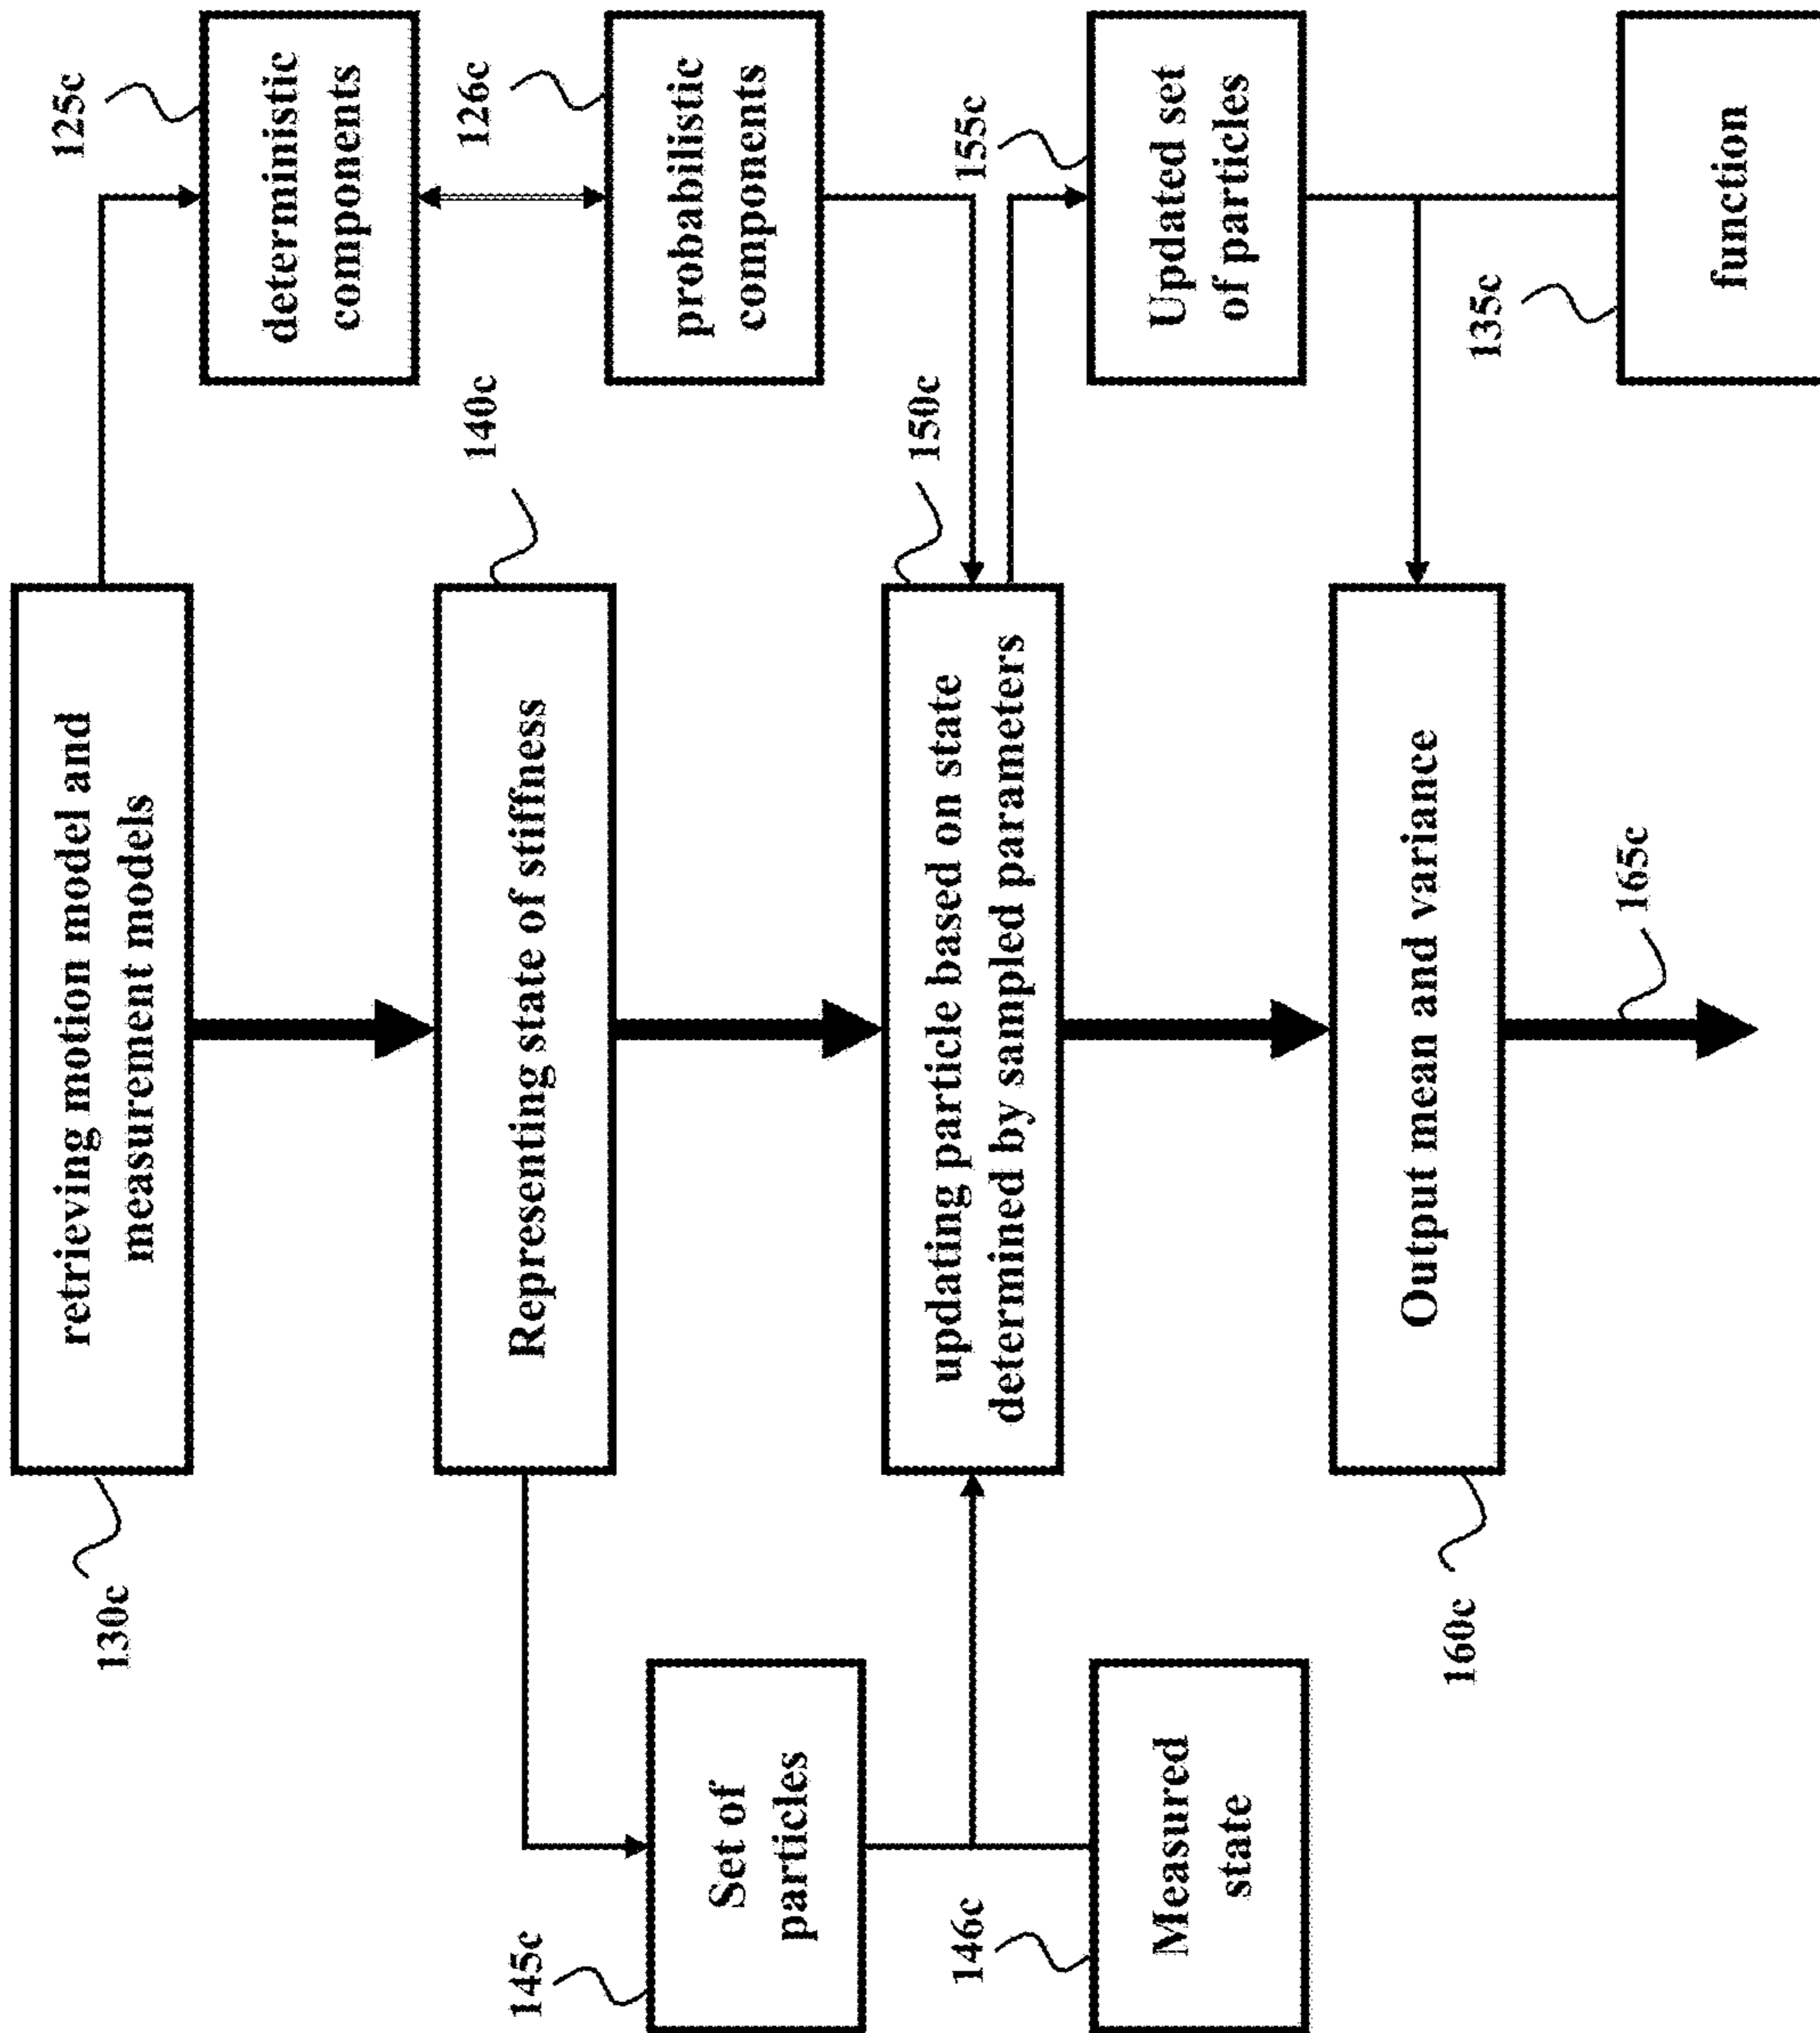 130c
retrieving motion model and
measurement models
125c
deterministic
components
126c
probabilistic
components
140c
Representing state of stiffness
145c
Set of
particles
146c
Measured
state
150c
updating particle based on state
determined by sampled parameters
155c
Updated set
of particles
135c
function
160c
Output mean and variance
165c